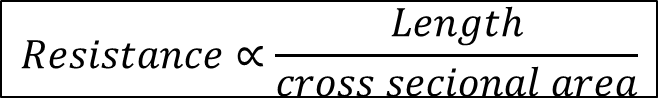 Resistance ∝ Length
cross secional area